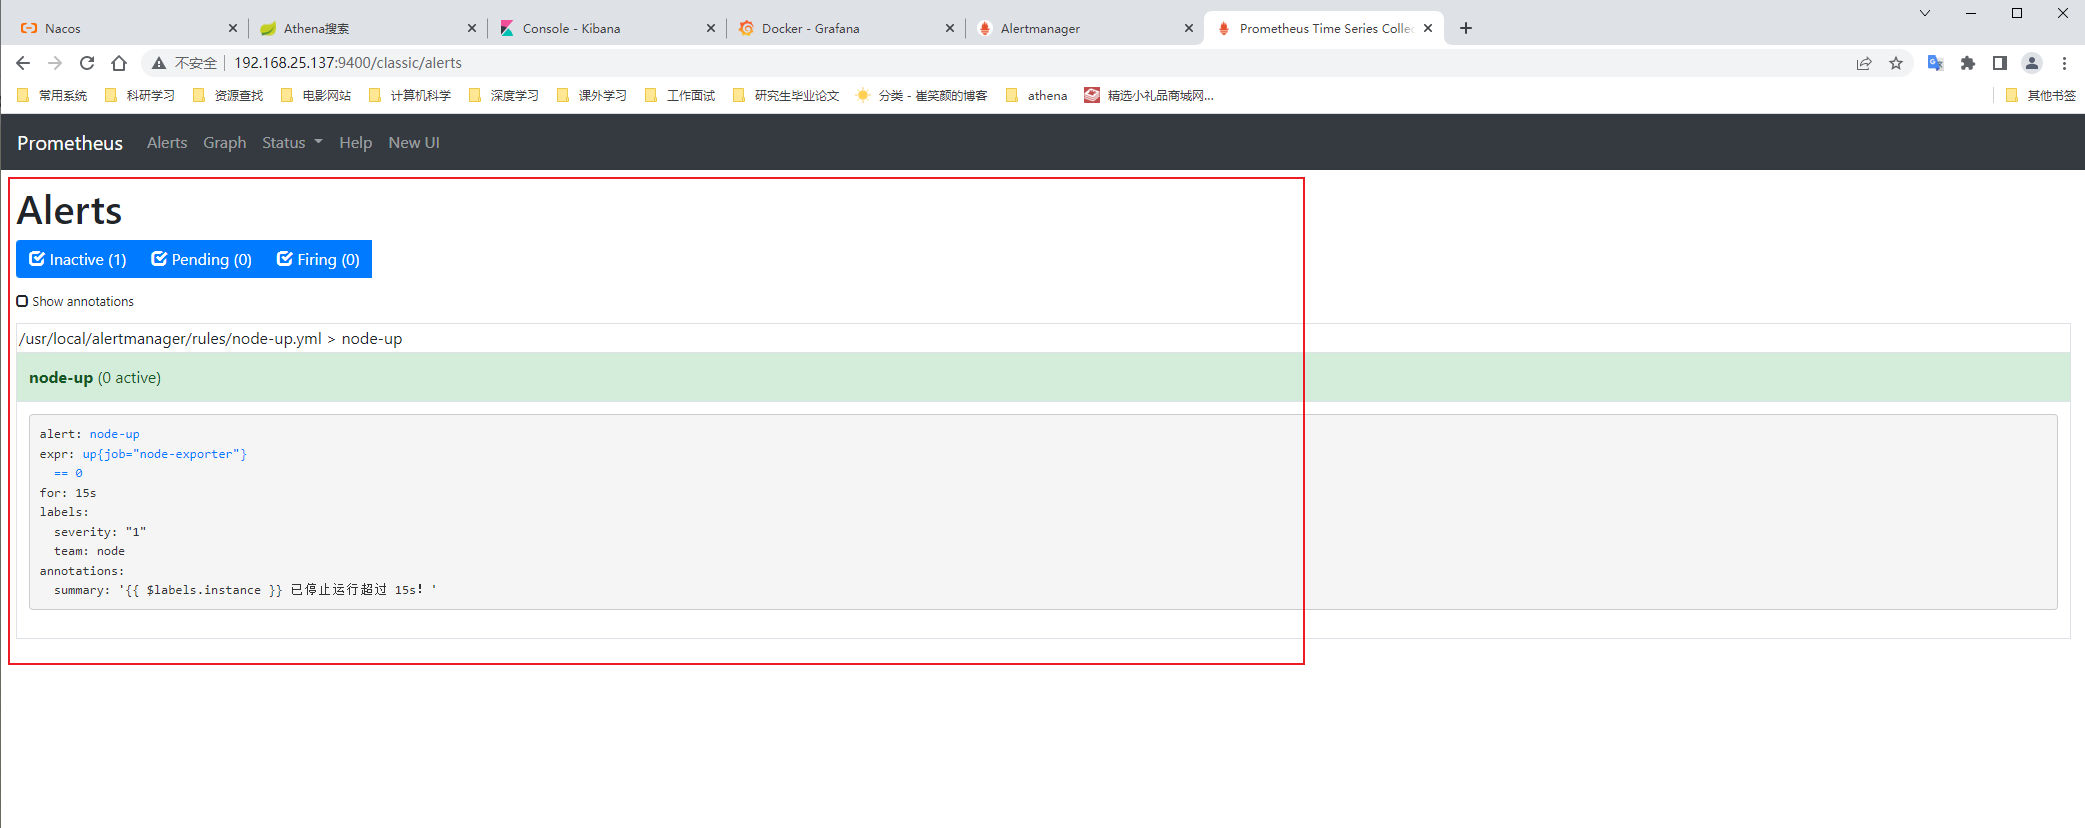 Nacos
Athena搜索
Console - Kibana
Docker - Grafana
Alertmanager
Prometheus Time Series Collec
不安全 192.168.25.137:9400/classic/alerts
常用系统 科研学习 资源查找 电影网站 计算机科学 深度学习 课外学习 工作面试 研究生毕业论文 分类 - 崔笑颜的博客 athena 精选小礼品商城网... 其他书签
Prometheus Alerts Graph Status Help New UI
Alerts
Inactive (1) Pending (0) Firing (0)
Show annotations
/usr/local/alertmanager/rules/node-up.yml > node-up
node-up (0 active)
alert: node-up
expr: up{job="node-exporter"}
== 0
for: 15s
labels:
severity: "1"
team: node
annotations:
summary: '{{ $labels.instance }} 已停止运行超过 15s！'